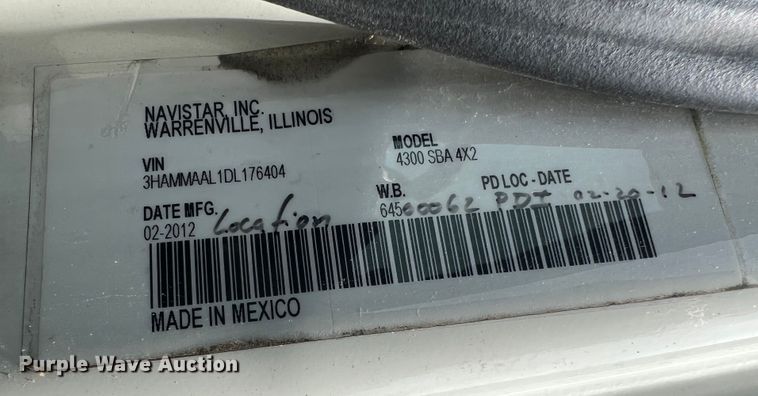 NAVISTAR, INC.
WARRENVILLE, ILLINOIS
VIN
3HAMMAAL1DL176404
MODEL
4300 SBA 4X2
DATE MFG.
02-2012 Location
W.B.
645 00062
PD LOC - DATE
PDI 02-20-12
MADE IN MEXICO
Purple Wave Auction